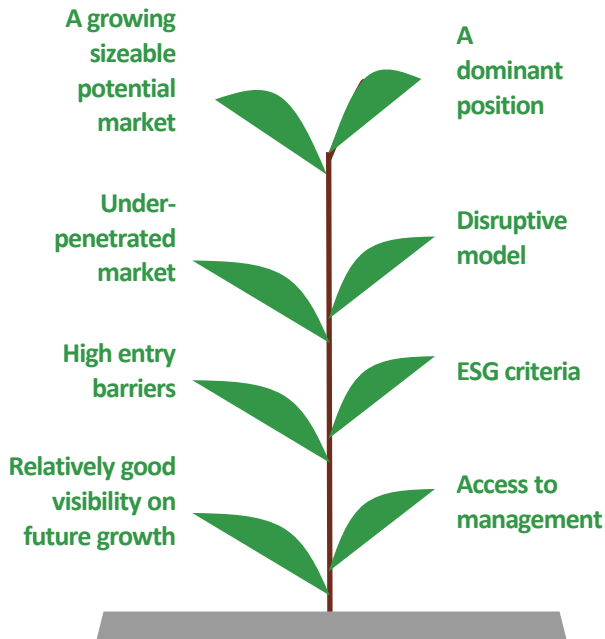 A growing
sizeable
potential
market
A
dominant
position
Under-
penetrated
market
Disruptive
model
High entry
barriers
ESG criteria
Relatively good
visibility on
future growth
Access to
management